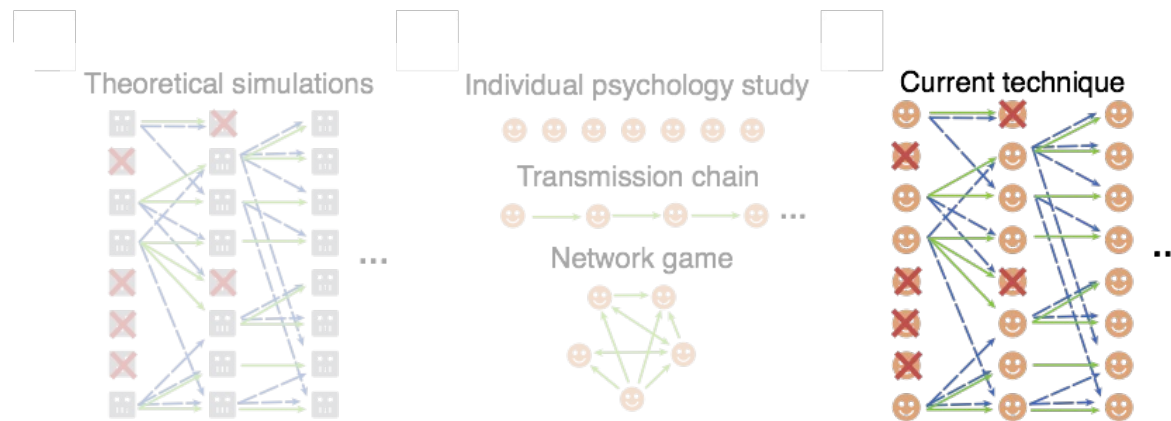 Theoretical simulations
...
Individual psychology study
Transmission chain
...
Network game
Current technique
..